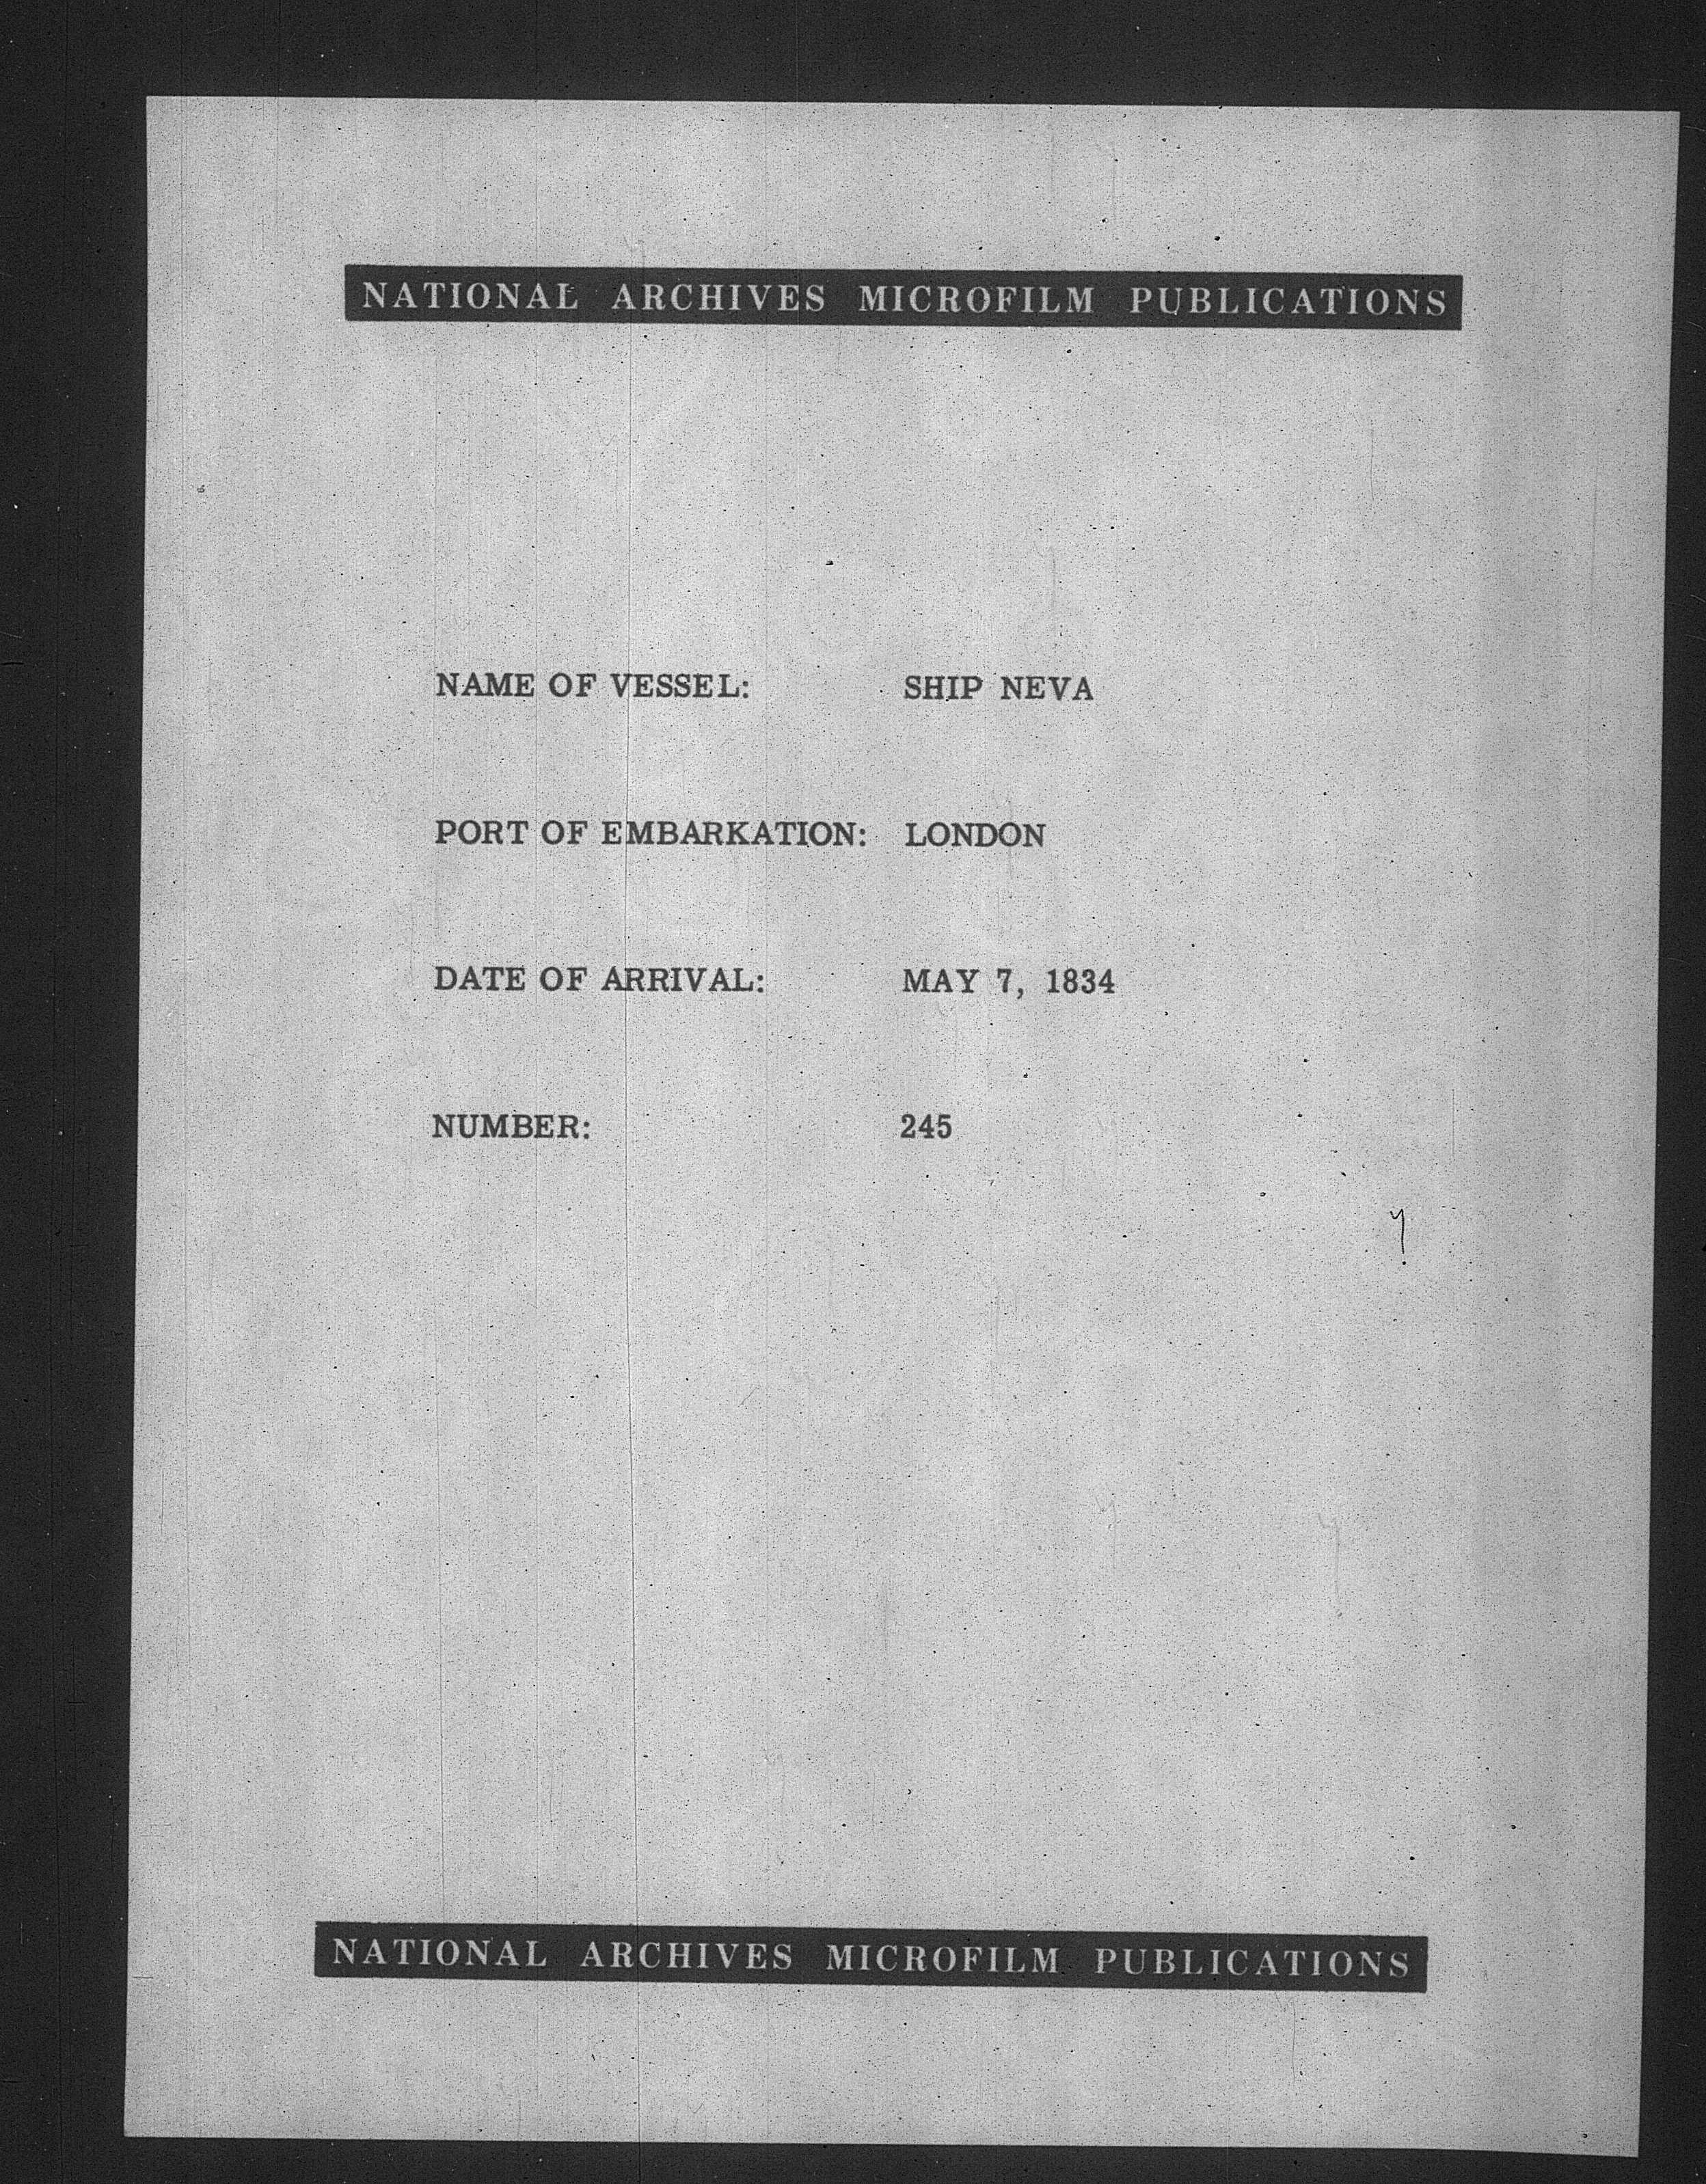 NATIONAL ARCHIVES MICROFILM PUBLICATIONS
NAME OF VESSEL: SHIP NEVA
PORT OF EMBARKATION: LONDON
DATE OF ARRIVAL: MAY 7, 1834
NUMBER: 245
NATIONAL ARCHIVES MICROFILM PUBLICATIONS